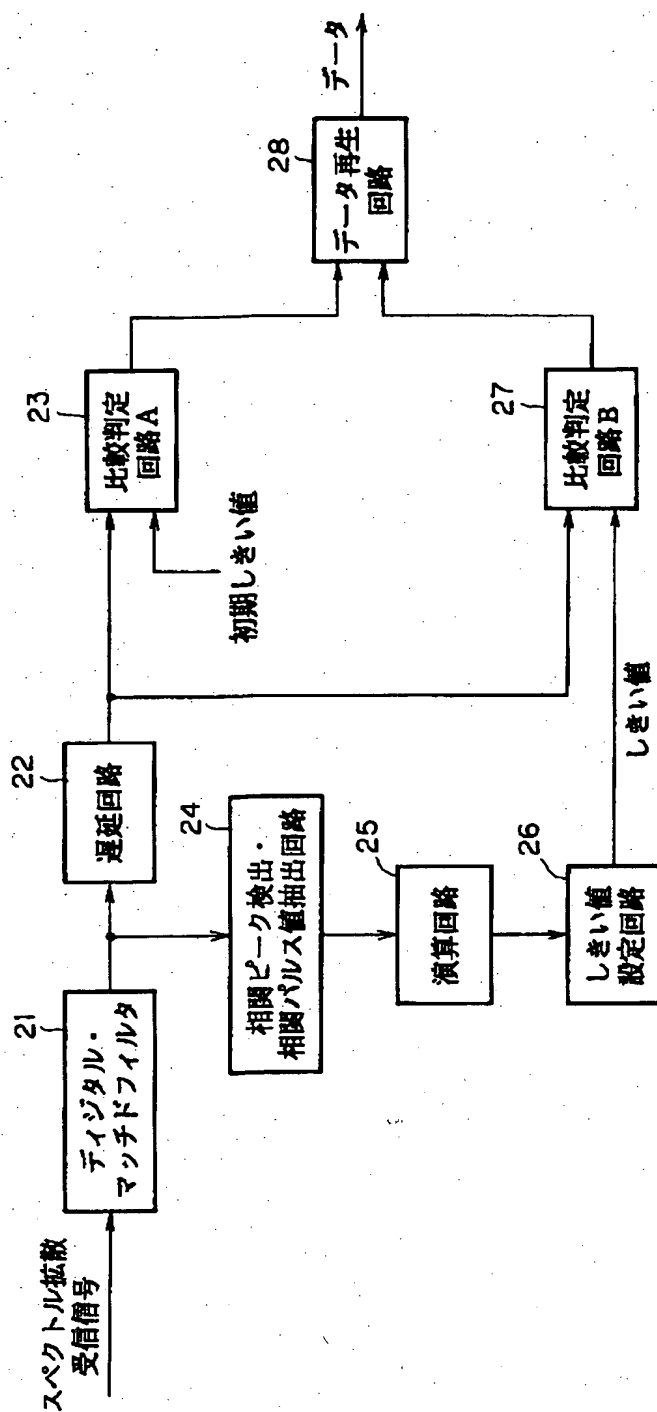 スペクトル拡散
受信信号
21
ディジタル・
マッチドフィルタ
22
遅延回路
23
比較判定
回路A
初期しきい値
24
相関ピーク検出・
相関パルス値抽出回路
25
演算回路
26
しきい値
設定回路
しきい値
27
比較判定
回路B
28
データ再生
回路
データ